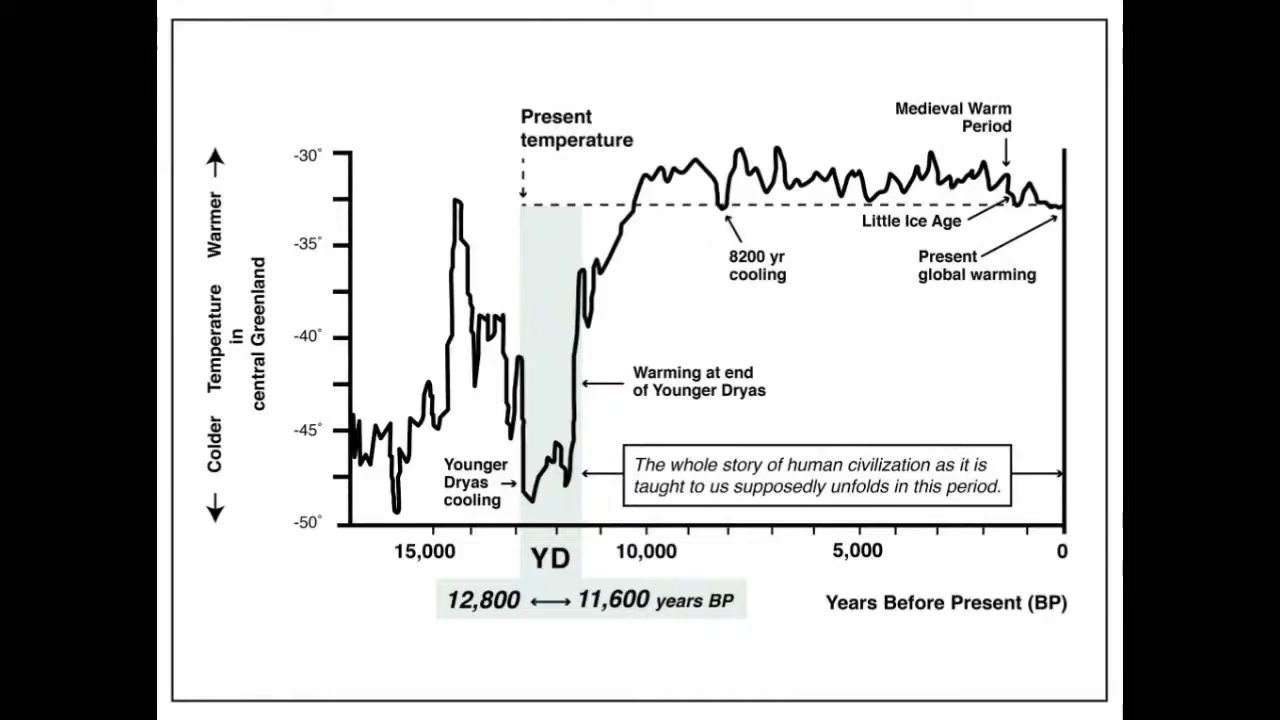 Medieval Warm
Period
Present
temperature
-30°
-35°
-40°
-45°
-50°
Colder Temperature Warmer
in
central Greenland
Little Ice Age
8200 yr
cooling
Present
global warming
Warming at end
of Younger Dryas
Younger
Dryas
cooling
The whole story of human civilization as it is
taught to us supposedly unfolds in this period.
15,000
YD
10,000
5,000
0
12,800 11,600 years BP
Years Before Present (BP)